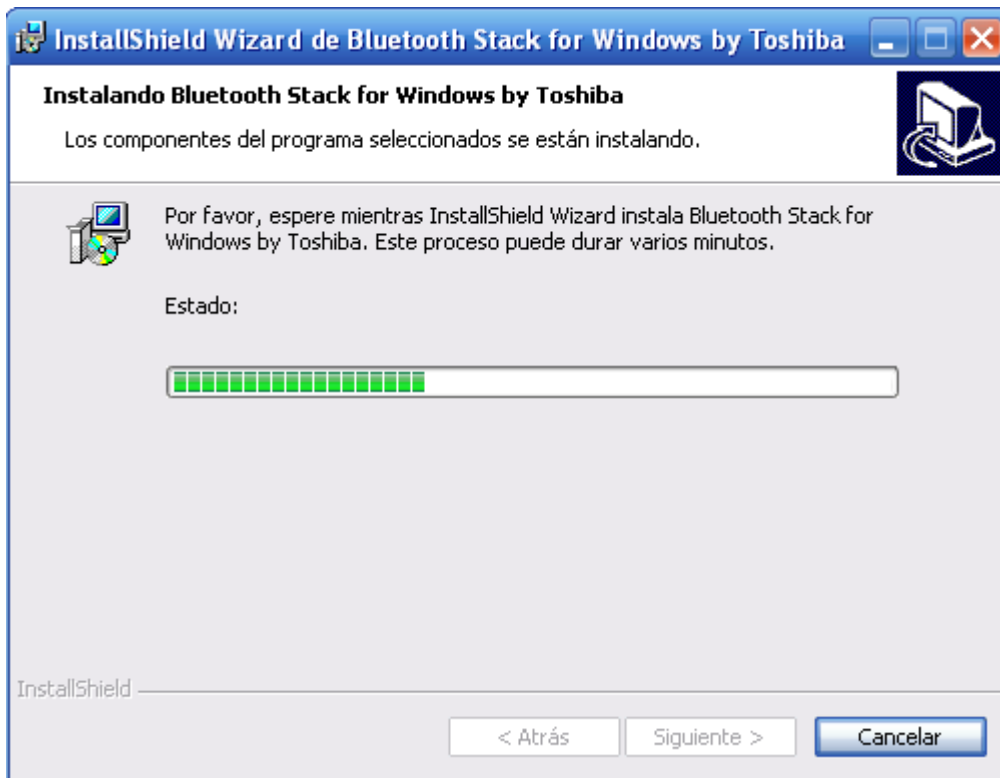 InstallShield Wizard de Bluetooth Stack for Windows by Toshiba
Instalando Bluetooth Stack for Windows by Toshiba
Los componentes del programa seleccionados se están instalando.
Por favor, espere mientras InstallShield Wizard instala Bluetooth Stack for
Windows by Toshiba. Este proceso puede durar varios minutos.
Estado:
InstallShield
< Atrás
Siguiente >
Cancelar